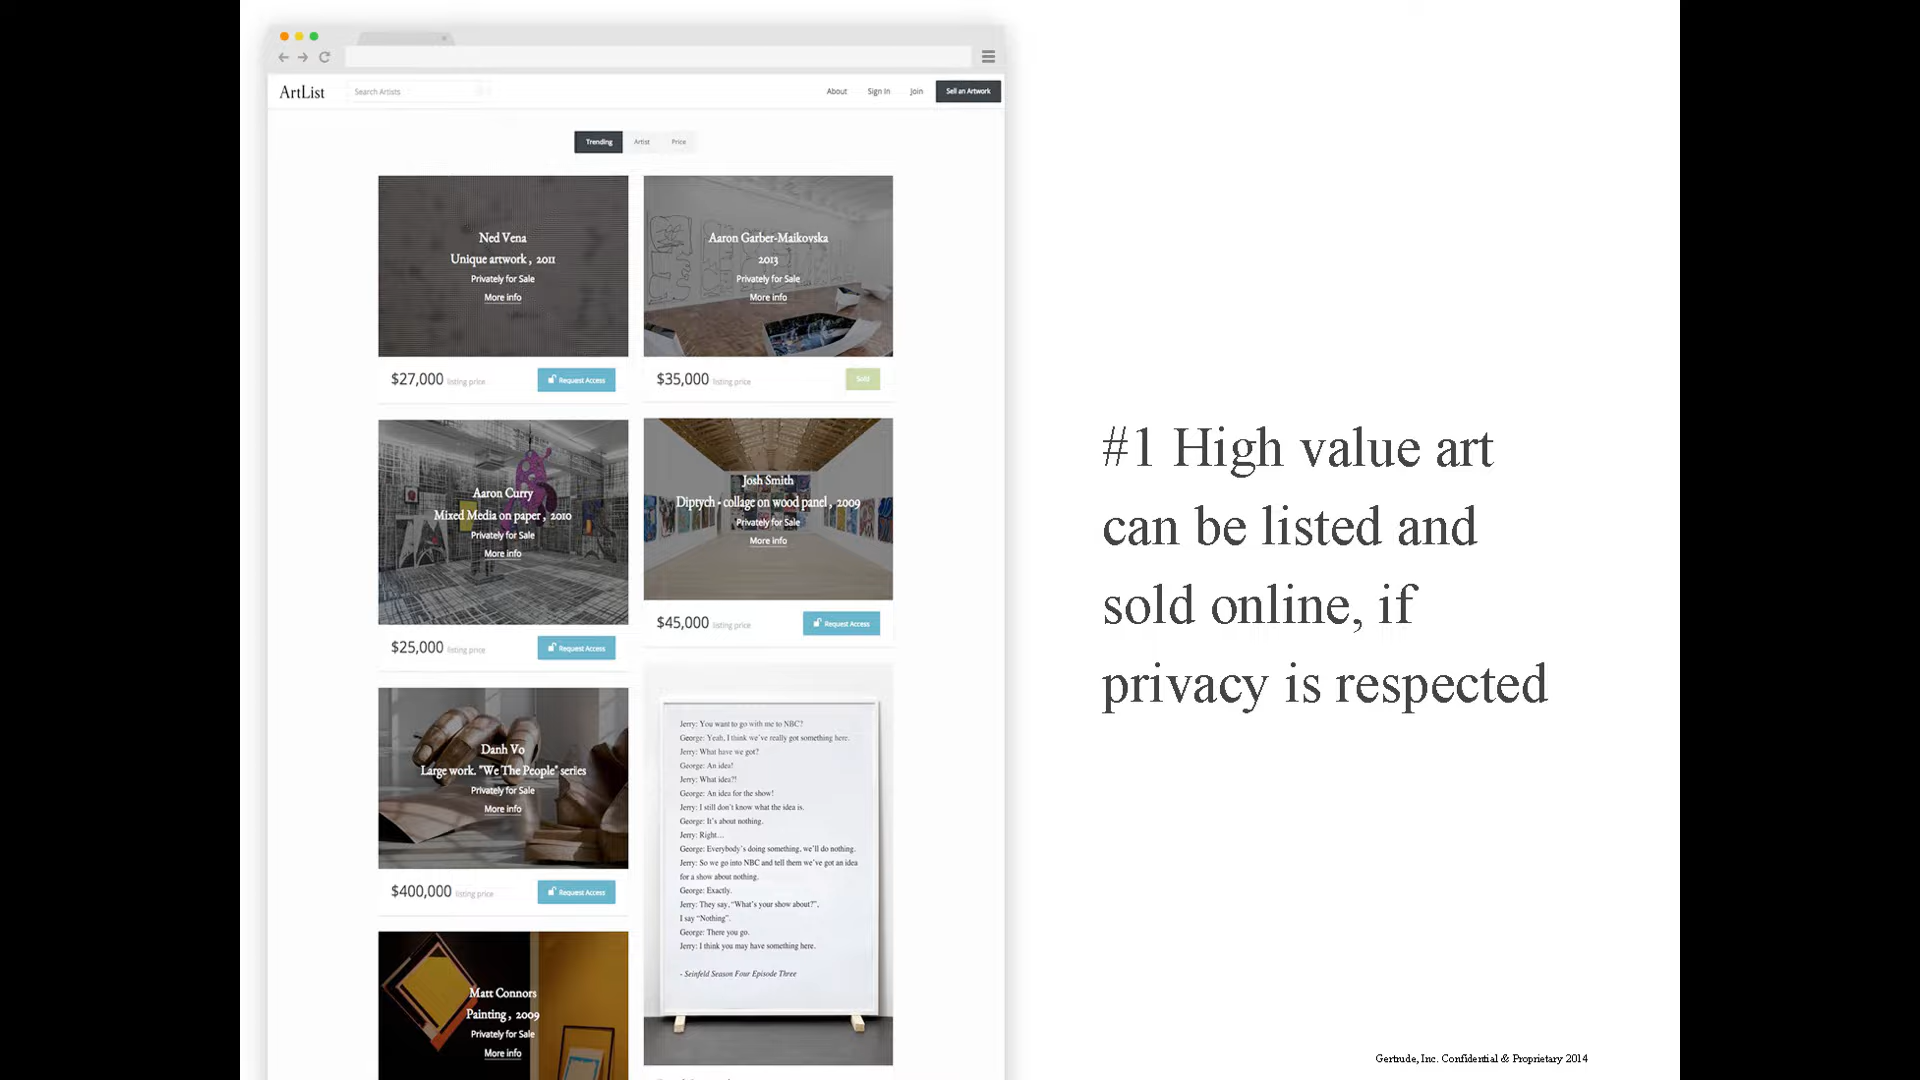 ArtList
Search Artists
About
Sign In
Join
Sell an Artwork
Trending
Artist
Price
Ned Vena
Unique artwork , 2011
Privately for Sale
More info
$27,000 listing price
Request Access
Aaron Garber-Maikovska
2013
Privately for Sale
More info
$35,000 listing price
Sold
Aaron Curry
Mixed Media on paper , 2010
Privately for Sale
More info
$25,000 listing price
Request Access
Josh Smith
Diptych - collage on wood panel , 2009
Privately for Sale
More info
$45,000 listing price
Request Access
Danh Vo
Large work. "We The People" series
Privately for Sale
More info
$400,000 listing price
Request Access
Jerry: You want to go with me to NBC?
George: Yeah, I think we've really got something here.
Jerry: What have we got?
George: An idea!
Jerry: What idea?!
George: An idea for the show!
Jerry: I still don't know what the idea is.
George: It's about nothing.
Jerry: Right...
George: Everybody's doing something, we'll do nothing.
Jerry: So we go into NBC and tell them we've got an idea
for a show about nothing.
George: Exactly.
Jerry: They say, "What's your show about?",
I say "Nothing".
George: There you go.
Jerry: I think you may have something here.
- Seinfeld Season Four Episode Three
Matt Connors
Painting , 2009
Privately for Sale
More info
#1 High value art
can be listed and
sold online, if
privacy is respected
Gertrude, Inc. Confidential & Proprietary 2014